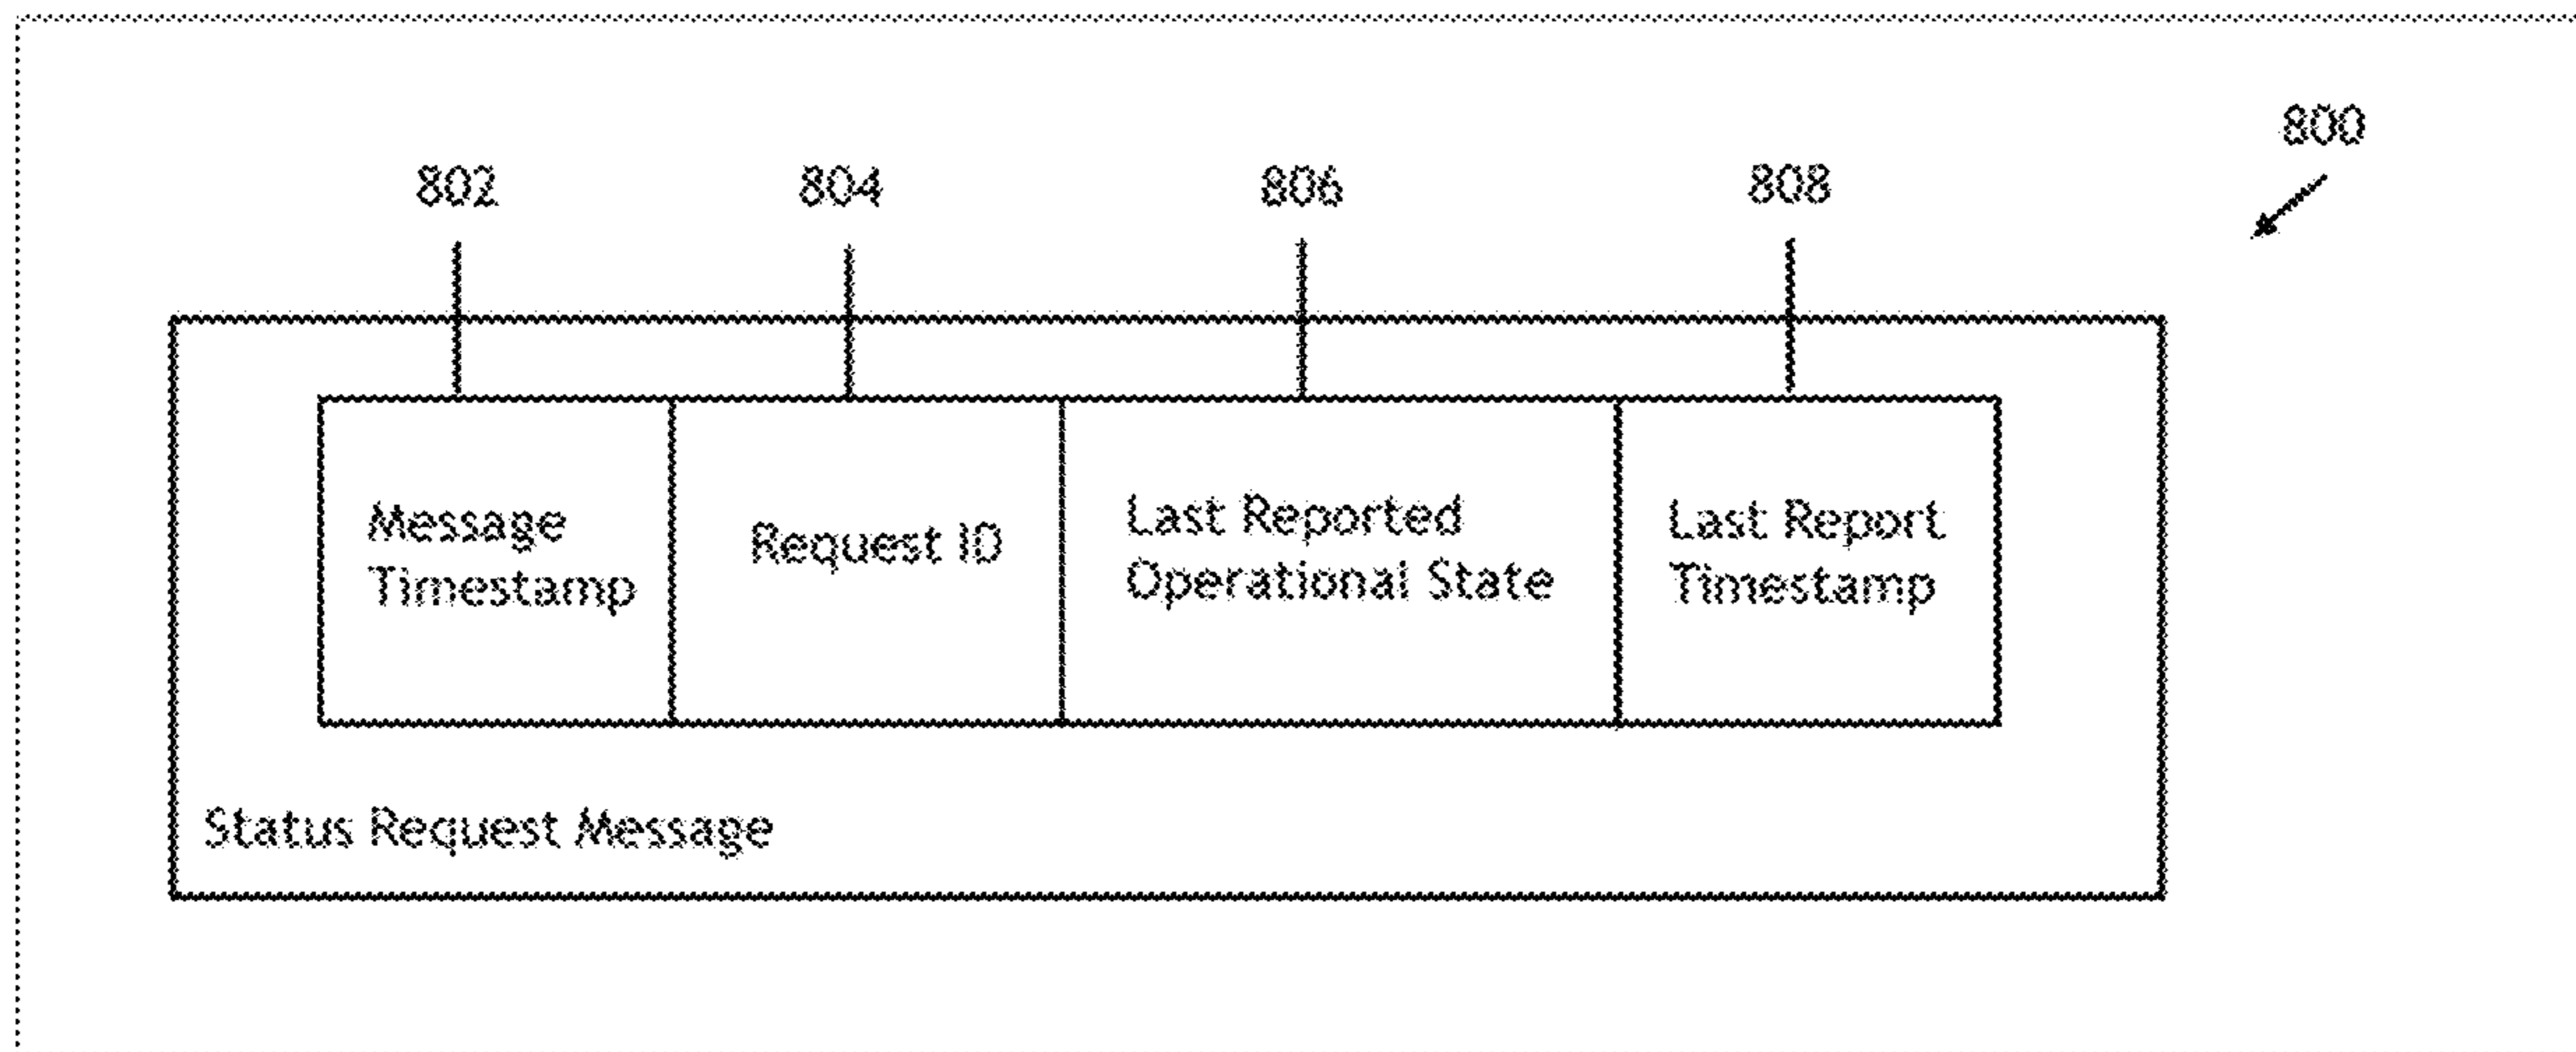 800
802 804 806 808
Message
Timestamp
Request ID
Last Reported
Operational State
Last Report
Timestamp
Status Request Message